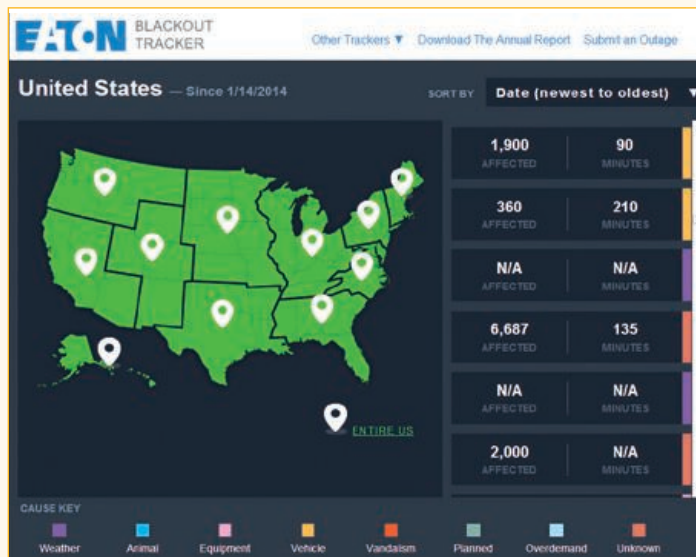 EATON BLACKOUT
TRACKER
Other Trackers ▼ Download The Annual Report Submit an Outage
United States — Since 1/14/2014
SORT BY Date (newest to oldest) ▼
1,900 90
AFFECTED MINUTES
360 210
AFFECTED MINUTES
N/A N/A
AFFECTED MINUTES
6,687 135
AFFECTED MINUTES
N/A N/A
AFFECTED MINUTES
2,000 N/A
AFFECTED MINUTES
ENTIRE US
CAUSE KEY
Weather Animal Equipment Vehicle Vandalism Planned Overdemand Unknown